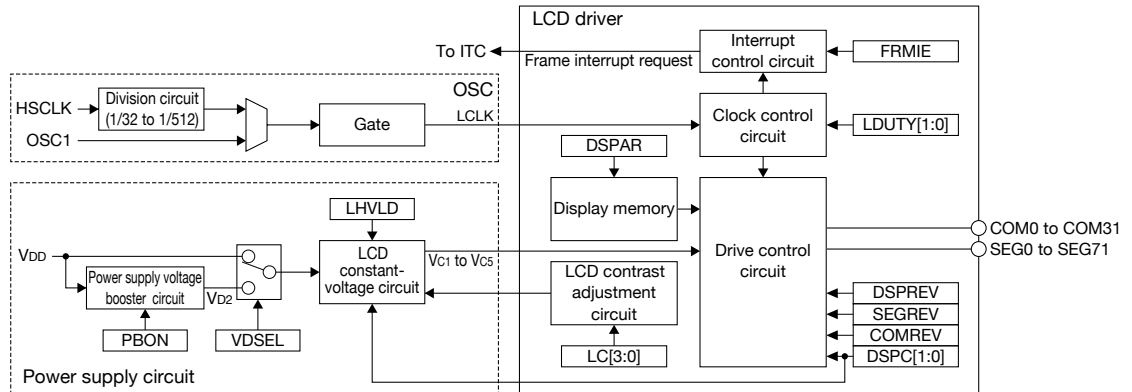 LCD driver
To ITC
Frame interrupt request
Interrupt
control circuit
FRMIE
OSC
HSCLK
Division circuit
(1/32 to 1/512)
OSC1
Gate
LCLK
Clock control
circuit
LDUTY[1:0]
DSPAR
Display memory
Drive control
circuit
COM0 to COM31
SEG0 to SEG71
LHVLD
VDD
Power supply voltage
booster circuit
VD2
LCD
constant-
voltage circuit
VC1 to VC5
LCD contrast
adjustment
circuit
DSPREV
SEGREV
COMREV
DSPC[1:0]
PBON
VDSEL
LC[3:0]
Power supply circuit